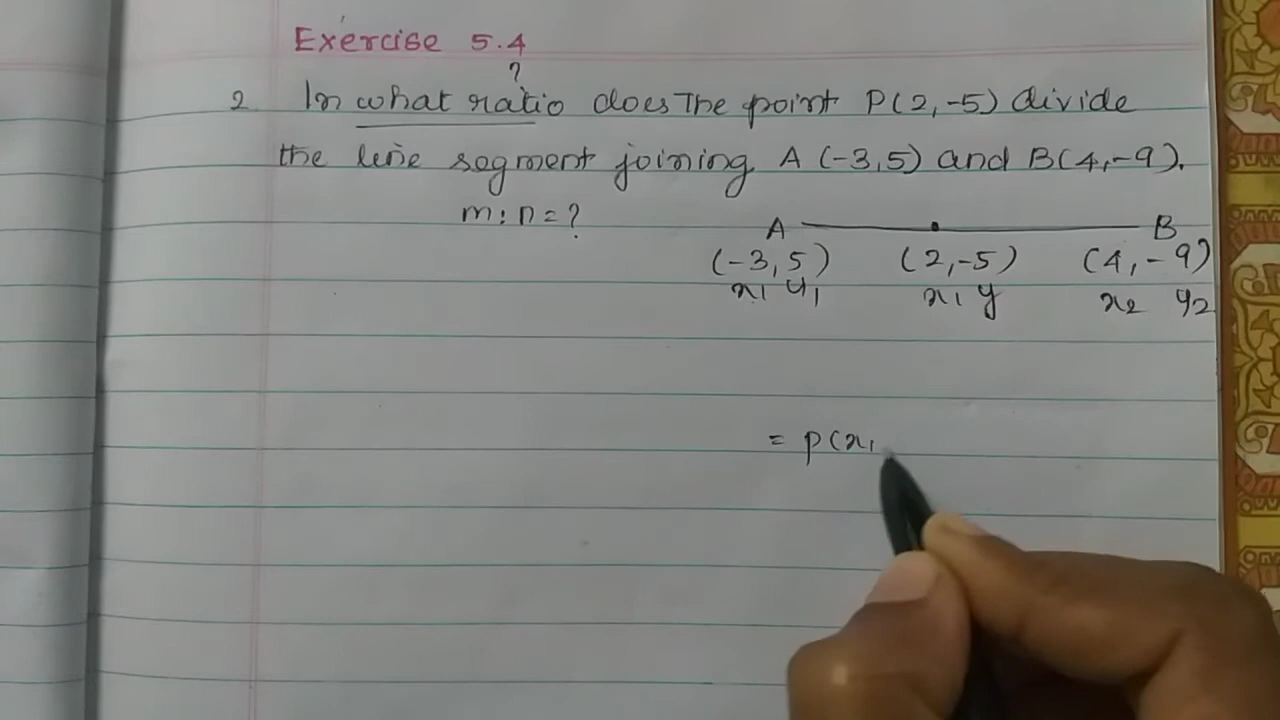 Exercise 5.4
?
2 In what ratio does The point P(2,-5) divide
the line segment joining A (-3,5) and B(4,-9).
m:n=?
A B
(-3,5) (2,-5) (4,-9)
x1 y1 x, y x2 y2
= P(x,